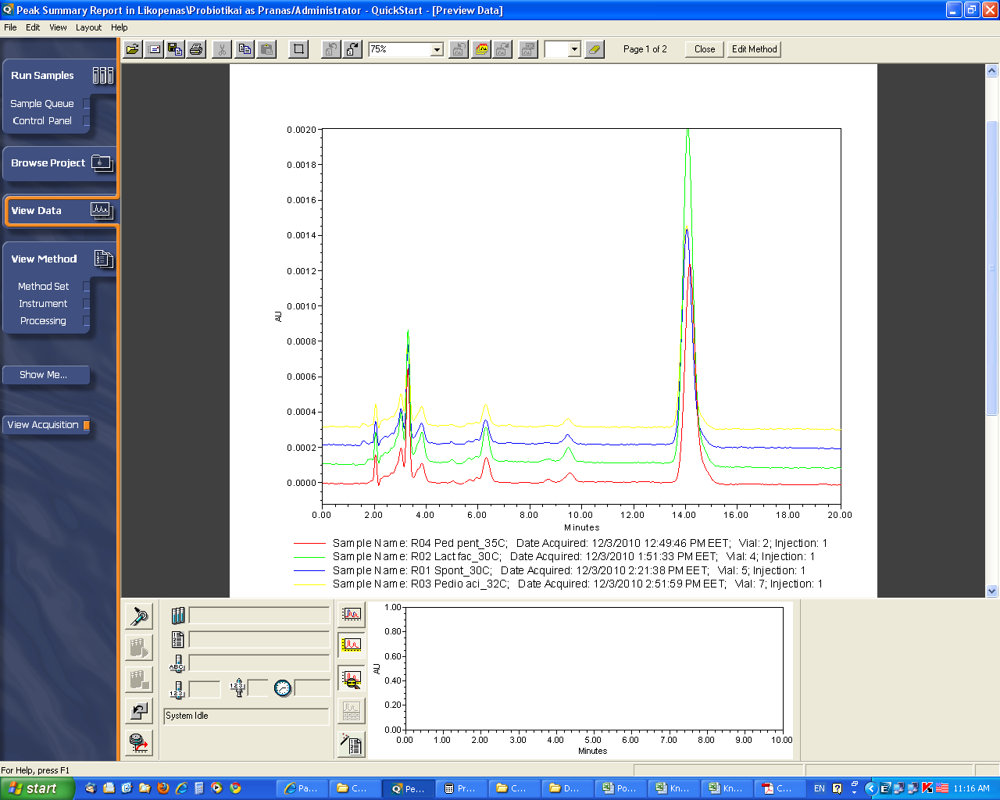 Peak Summary Report in Likopenas\Probiotikai as Pranas/Administrator - QuickStart - [Preview Data]
File Edit View Layout Help
75%
Page 1 of 2
Close
Edit Method
Run Samples
Sample Queue
Control Panel
Browse Project
View Data
View Method
Method Set
Instrument
Processing
Show Me...
View Acquisition
AU
0.0020
0.0018
0.0016
0.0014
0.0012
0.0010
0.0008
0.0006
0.0004
0.0002
0.0000
0.00 2.00 4.00 6.00 8.00 10.00 12.00 14.00 16.00 18.00 20.00
Minutes
Sample Name: R04 Ped pent_35C; Date Acquired: 12/3/2010 12:49:46 PM EET; Vial: 2; Injection: 1
Sample Name: R02 Lact fac_30C; Date Acquired: 12/3/2010 1:51:33 PM EET; Vial: 4; Injection: 1
Sample Name: R01 Spont_30C; Date Acquired: 12/3/2010 2:21:38 PM EET; Vial: 5; Injection: 1
Sample Name: R03 Pedio aci_32C; Date Acquired: 12/3/2010 2:51:59 PM EET; Vial: 7; Injection: 1
ABC
123
123
System Idle
AU
1.00
0.80
0.60
0.40
0.20
0.00
0.00 1.00 2.00 3.00 4.00 5.00 6.00 7.00 8.00 9.00 10.00
Minutes
For Help, press F1
start
Pa...
C...
Pe...
Pr...
C...
D...
Po...
Kn...
Kn...
C...
EN
11:16 AM